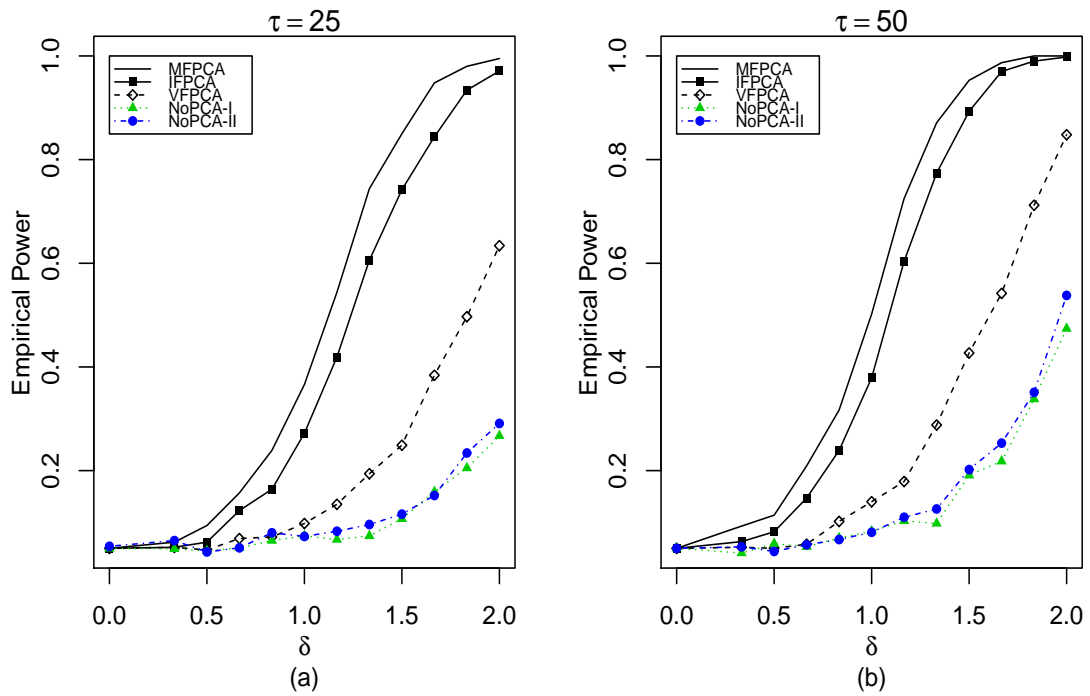 τ = 25
MFPCA
IFPCA
VFPCA
NoPCA-I
NoPCA-II
Empirical Power
1.0
0.8
0.6
0.4
0.2
0.0 0.5 1.0 1.5 2.0
δ
(a)
τ = 50
MFPCA
IFPCA
VFPCA
NoPCA-I
NoPCA-II
Empirical Power
1.0
0.8
0.6
0.4
0.2
0.0 0.5 1.0 1.5 2.0
δ
(b)